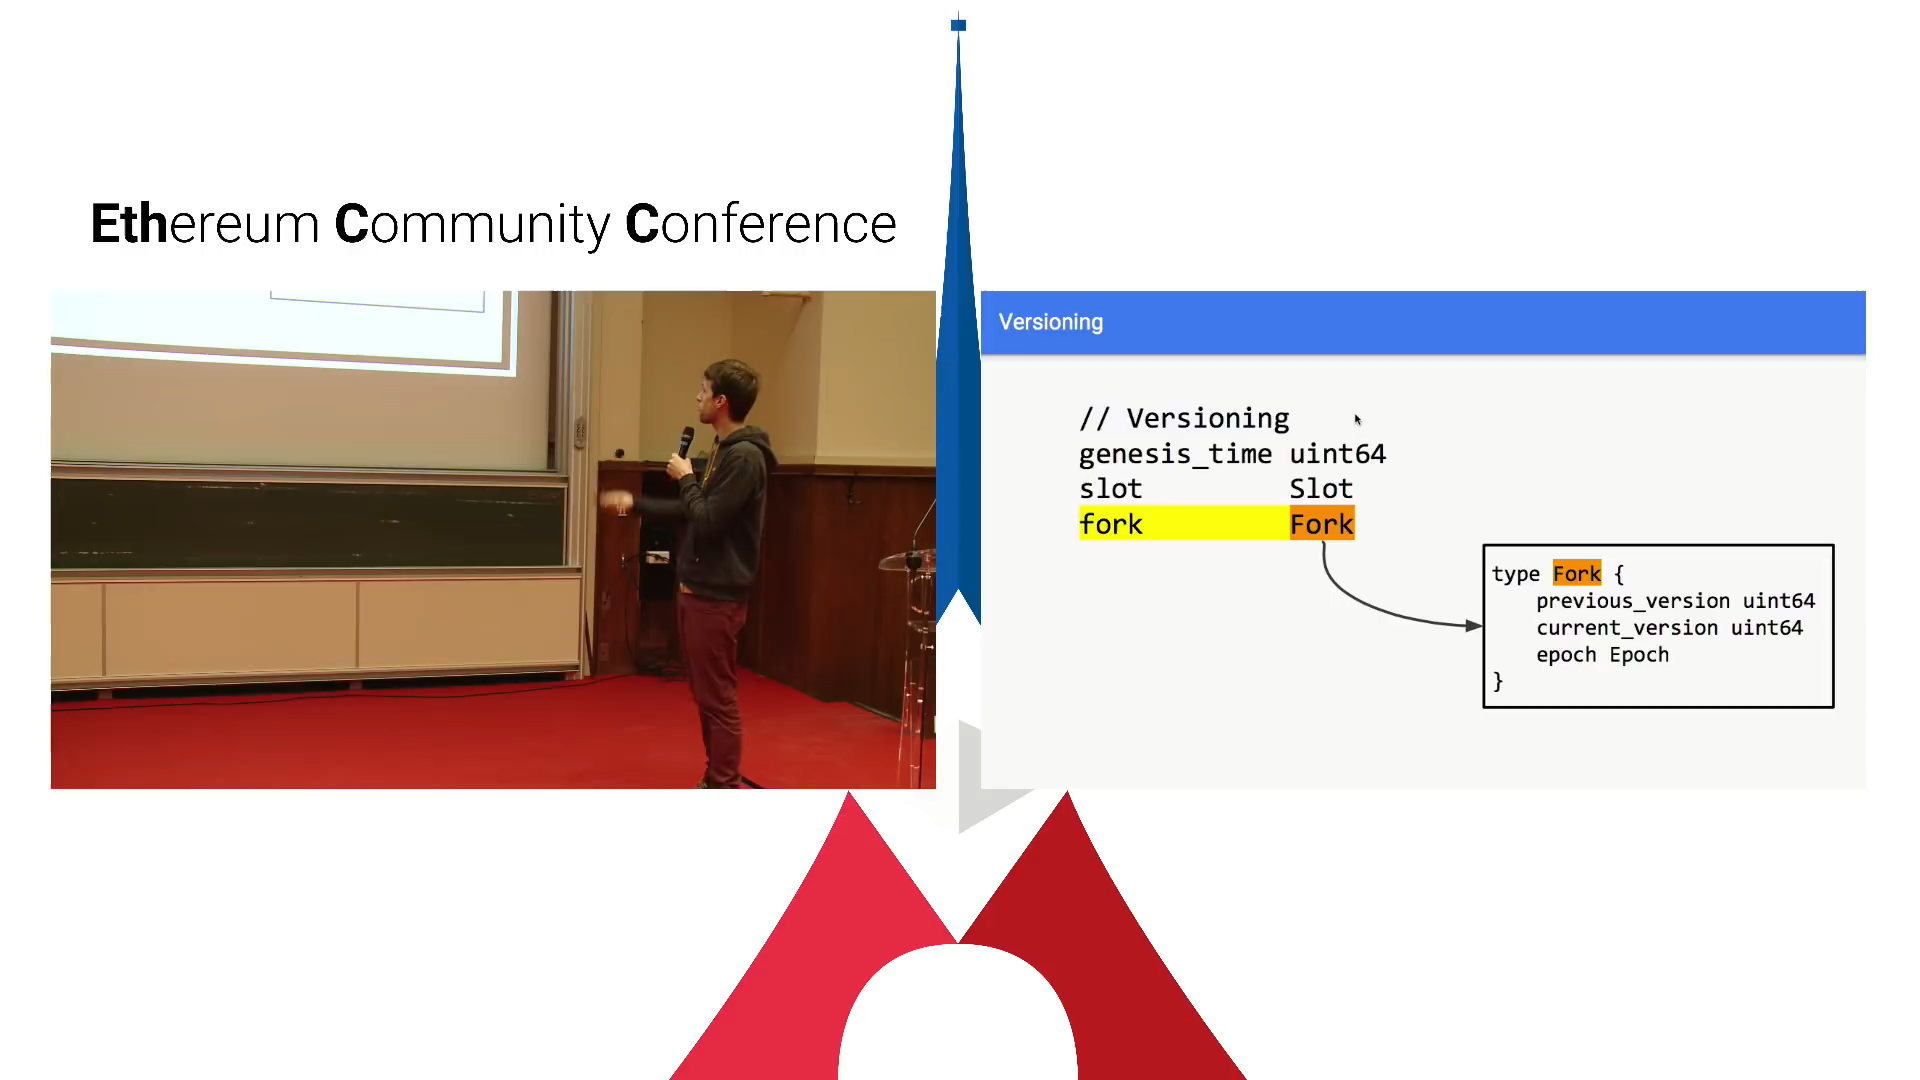 Ethereum Community Conference
Versioning
// Versioning
genesis_time uint64
slot Slot
fork Fork
type Fork {
previous_version uint64
current_version uint64
epoch Epoch
}